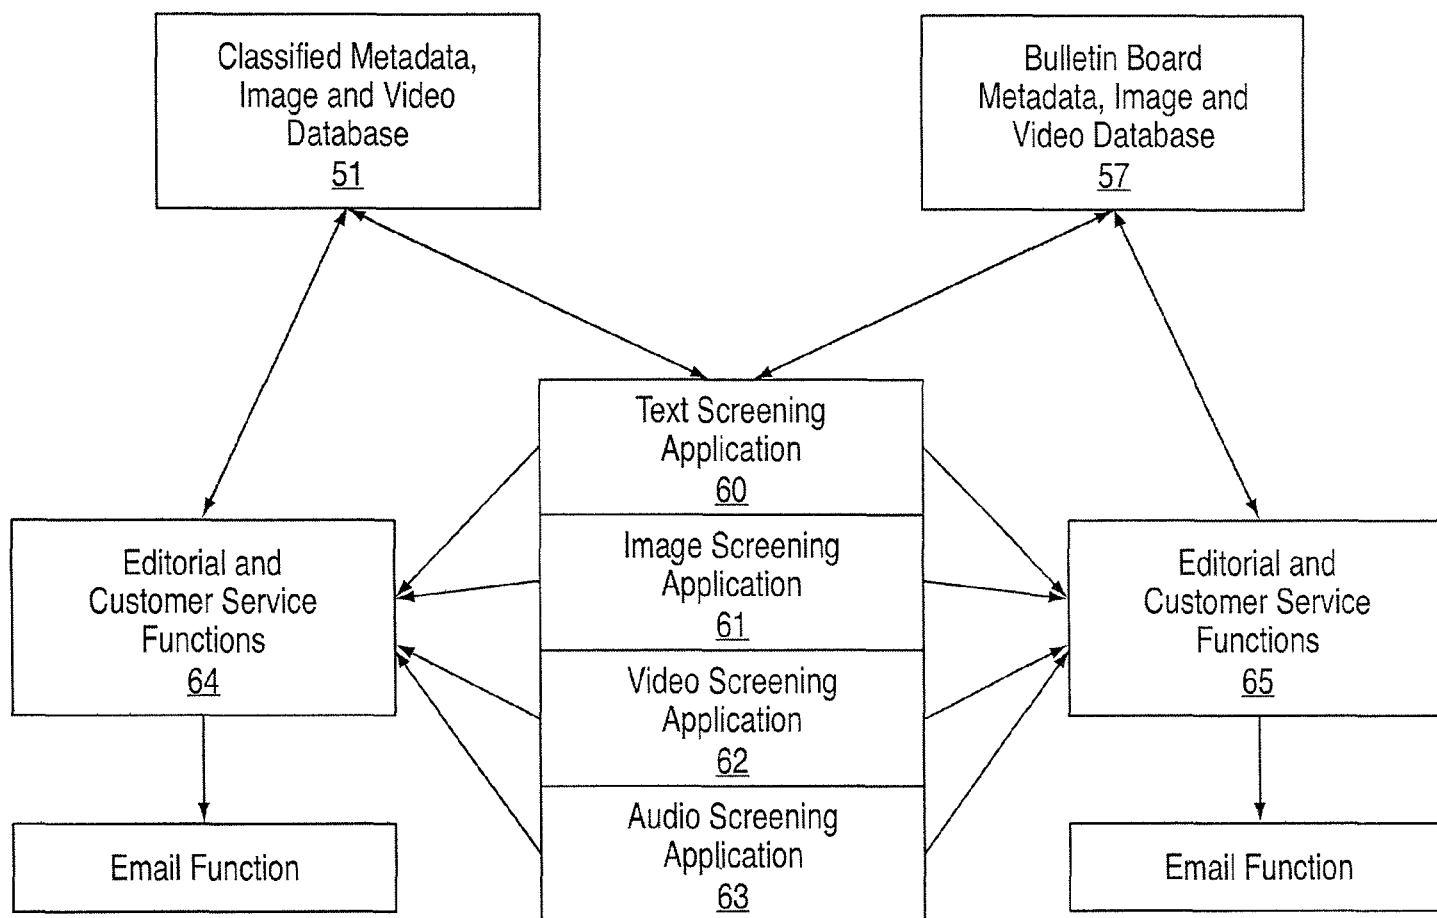 Classified Metadata,
Image and Video
Database
51
Bulletin Board
Metadata, Image and
Video Database
57
Text Screening
Application
60
Image Screening
Application
61
Video Screening
Application
62
Audio Screening
Application
63
Editorial and
Customer Service
Functions
64
Editorial and
Customer Service
Functions
65
Email Function
Email Function